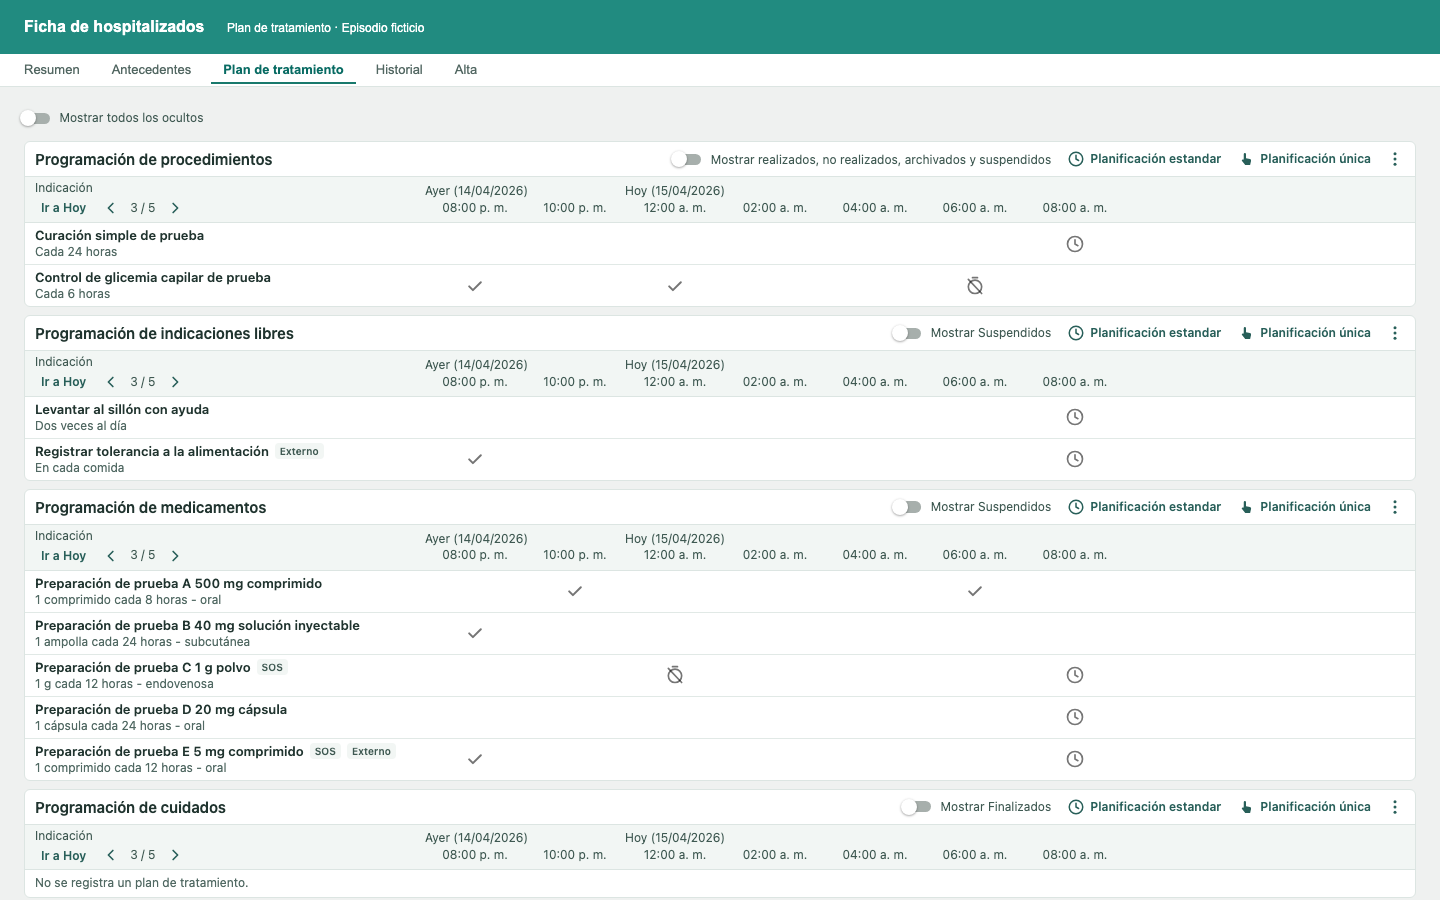 Ficha de hospitalizados
Plan de tratamiento · Episodio ficticio
Resumen
Antecedentes
Plan de tratamiento
Historial
Alta
Mostrar todos los ocultos
Programación de procedimientos
Mostrar realizados, no realizados, archivados y suspendidos
Planificación estandar
Planificación única
Indicación
Ayer (14/04/2026)
Hoy (15/04/2026)
Ir a Hoy
3 / 5
08:00 p. m.
10:00 p. m.
12:00 a. m.
02:00 a. m.
04:00 a. m.
06:00 a. m.
08:00 a. m.
Curación simple de prueba
Cada 24 horas
Control de glicemia capilar de prueba
Cada 6 horas
Programación de indicaciones libres
Mostrar Suspendidos
Planificación estandar
Planificación única
Indicación
Ayer (14/04/2026)
Hoy (15/04/2026)
Ir a Hoy
3 / 5
08:00 p. m.
10:00 p. m.
12:00 a. m.
02:00 a. m.
04:00 a. m.
06:00 a. m.
08:00 a. m.
Levantar al sillón con ayuda
Dos veces al día
Registrar tolerancia a la alimentación
Externo
En cada comida
Programación de medicamentos
Mostrar Suspendidos
Planificación estandar
Planificación única
Indicación
Ayer (14/04/2026)
Hoy (15/04/2026)
Ir a Hoy
3 / 5
08:00 p. m.
10:00 p. m.
12:00 a. m.
02:00 a. m.
04:00 a. m.
06:00 a. m.
08:00 a. m.
Preparación de prueba A 500 mg comprimido
1 comprimido cada 8 horas - oral
Preparación de prueba B 40 mg solución inyectable
1 ampolla cada 24 horas - subcutánea
Preparación de prueba C 1 g polvo
SOS
1 g cada 12 horas - endovenosa
Preparación de prueba D 20 mg cápsula
1 cápsula cada 24 horas - oral
Preparación de prueba E 5 mg comprimido
SOS
Externo
1 comprimido cada 12 horas - oral
Programación de cuidados
Mostrar Finalizados
Planificación estandar
Planificación única
Indicación
Ayer (14/04/2026)
Hoy (15/04/2026)
Ir a Hoy
3 / 5
08:00 p. m.
10:00 p. m.
12:00 a. m.
02:00 a. m.
04:00 a. m.
06:00 a. m.
08:00 a. m.
No se registra un plan de tratamiento.